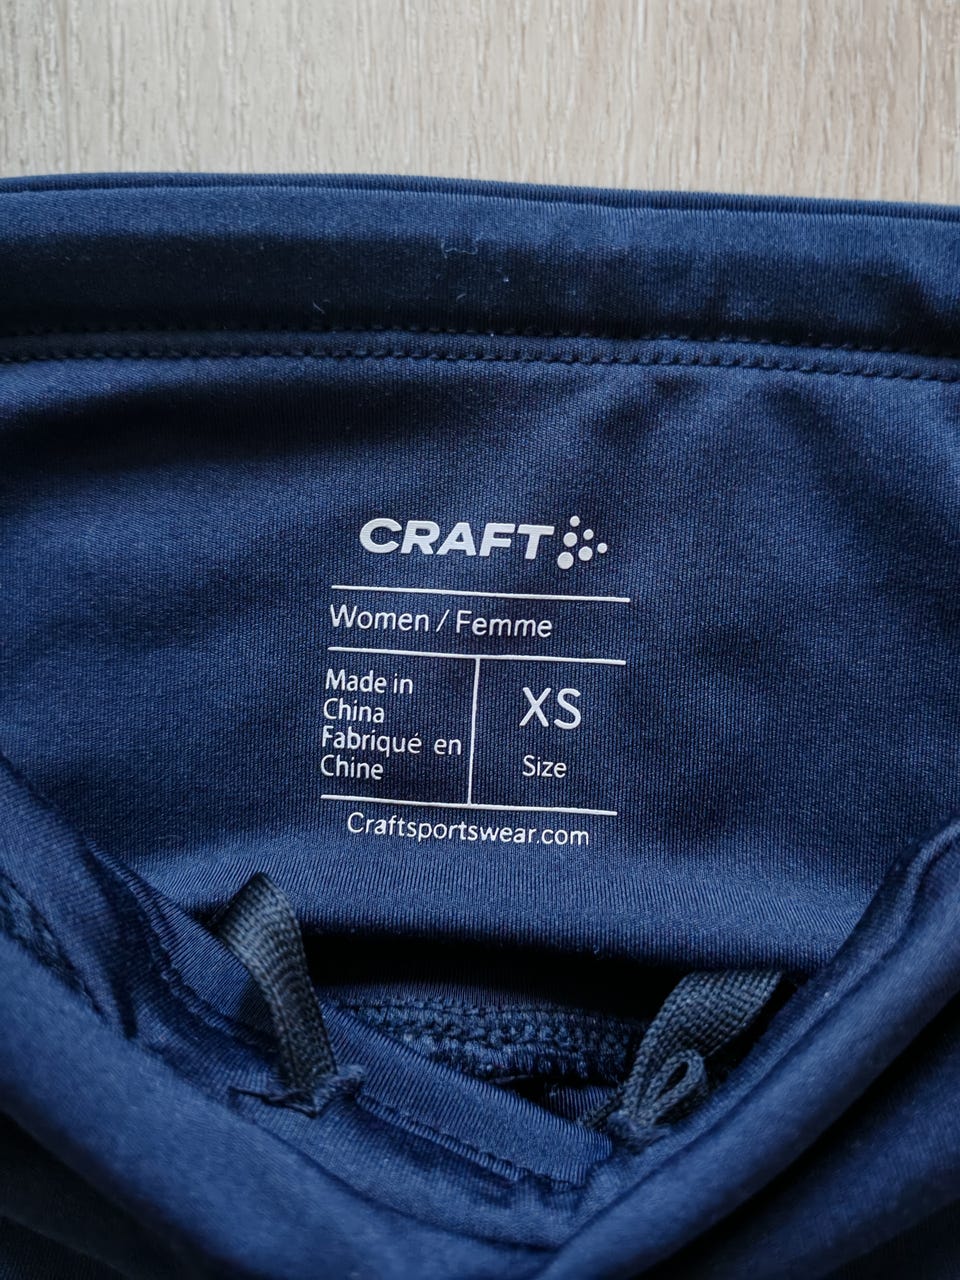 CRAFT
Women / Femme
Made in
China
Fabriqué en
Chine
XS
Size
Craftsportswear.com